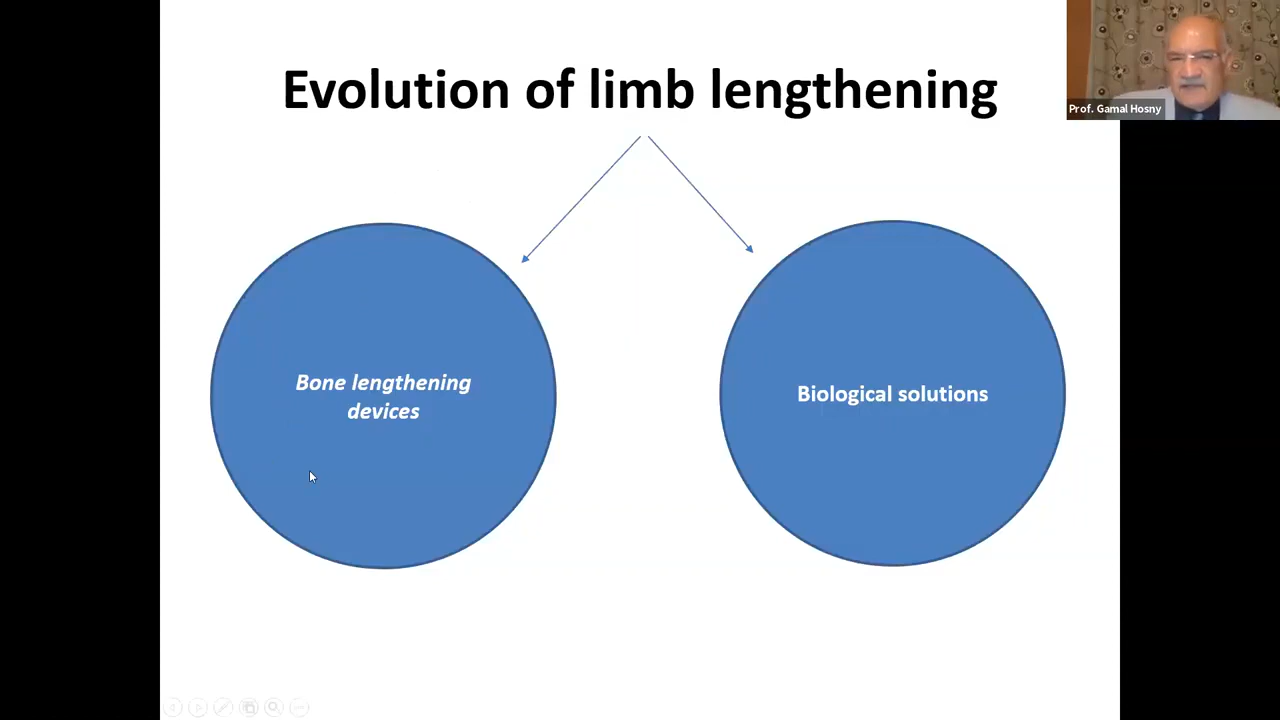 Evolution of limb lengthening
Prof. Gamal Hosny
Bone lengthening
devices
Biological solutions